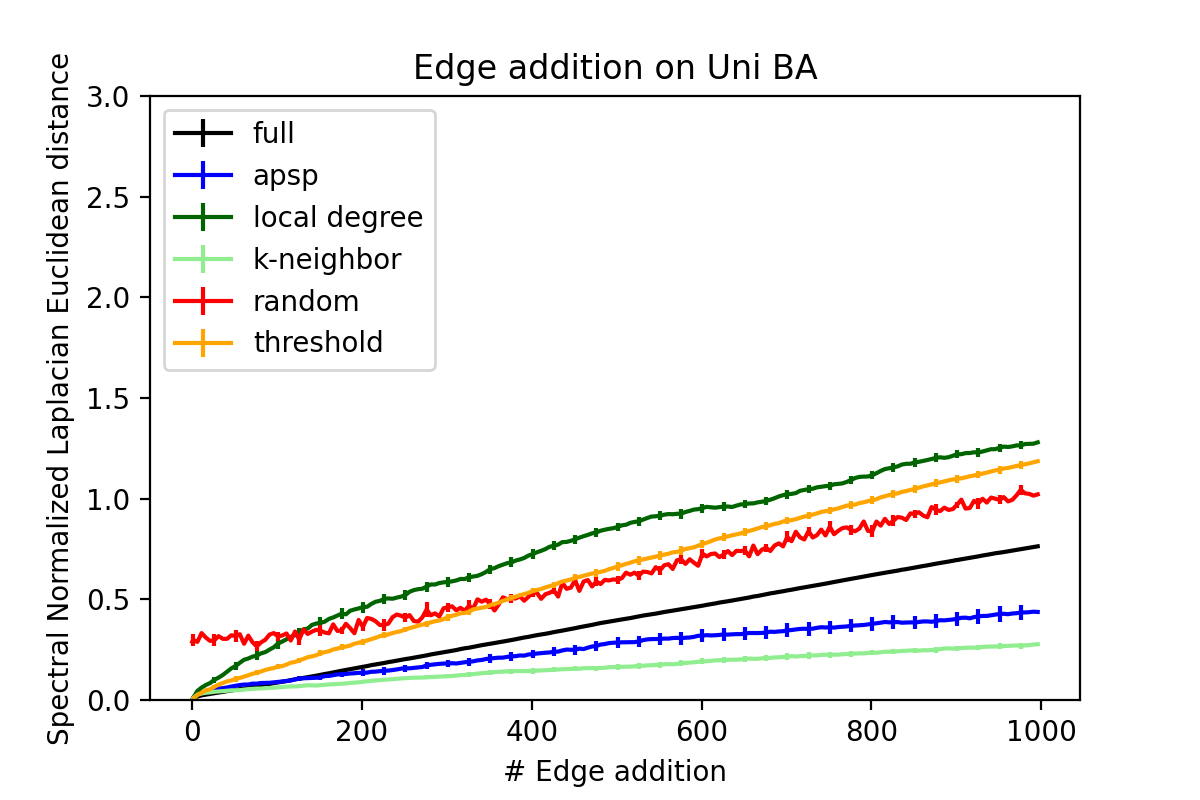 Edge addition on Uni BA
Spectral Normalized Laplacian Euclidean distance
3.0
2.5
2.0
1.5
1.0
0.5
0.0
full
apsp
local degree
k-neighbor
random
threshold
0 200 400 600 800 1000
# Edge addition